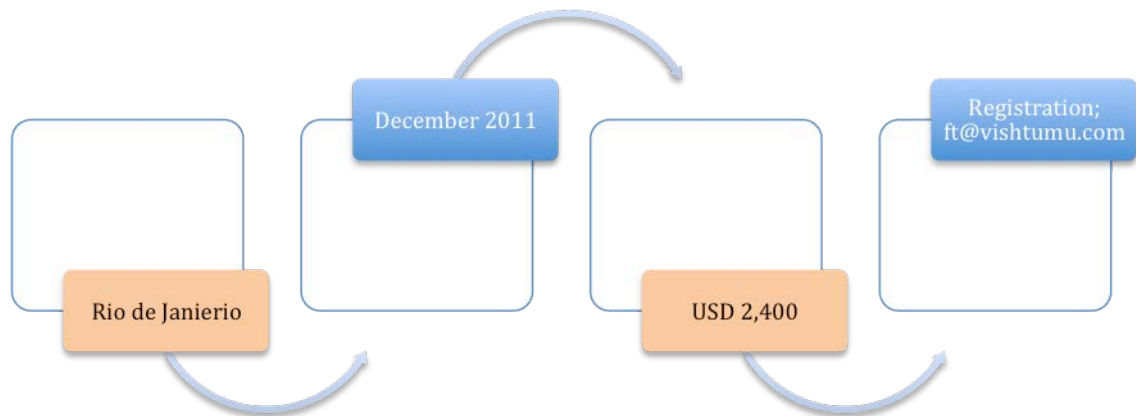 Rio de Janierio
December 2011
USD 2,400
Registration;
ft@vishtumu.com